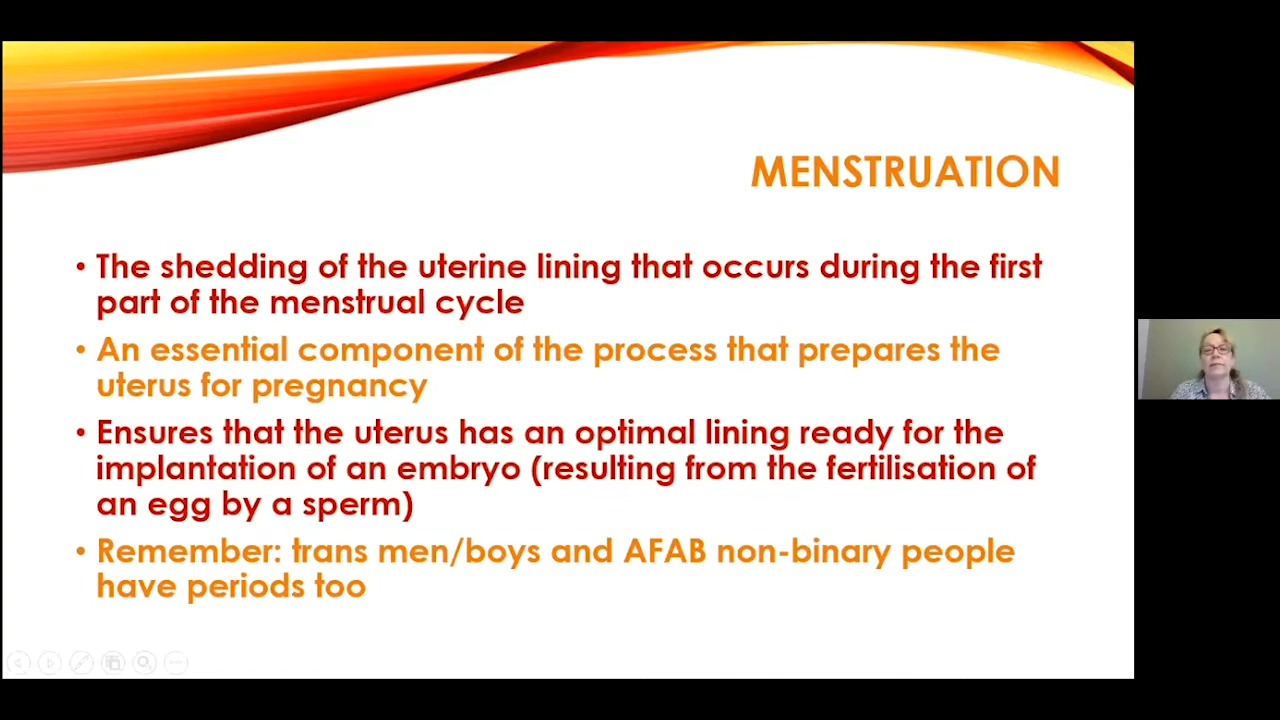 MENSTRUATION
• The shedding of the uterine lining that occurs during the first
part of the menstrual cycle
• An essential component of the process that prepares the
uterus for pregnancy
• Ensures that the uterus has an optimal lining ready for the
implantation of an embryo (resulting from the fertilisation of
an egg by a sperm)
• Remember: trans men/boys and AFAB non-binary people
have periods too